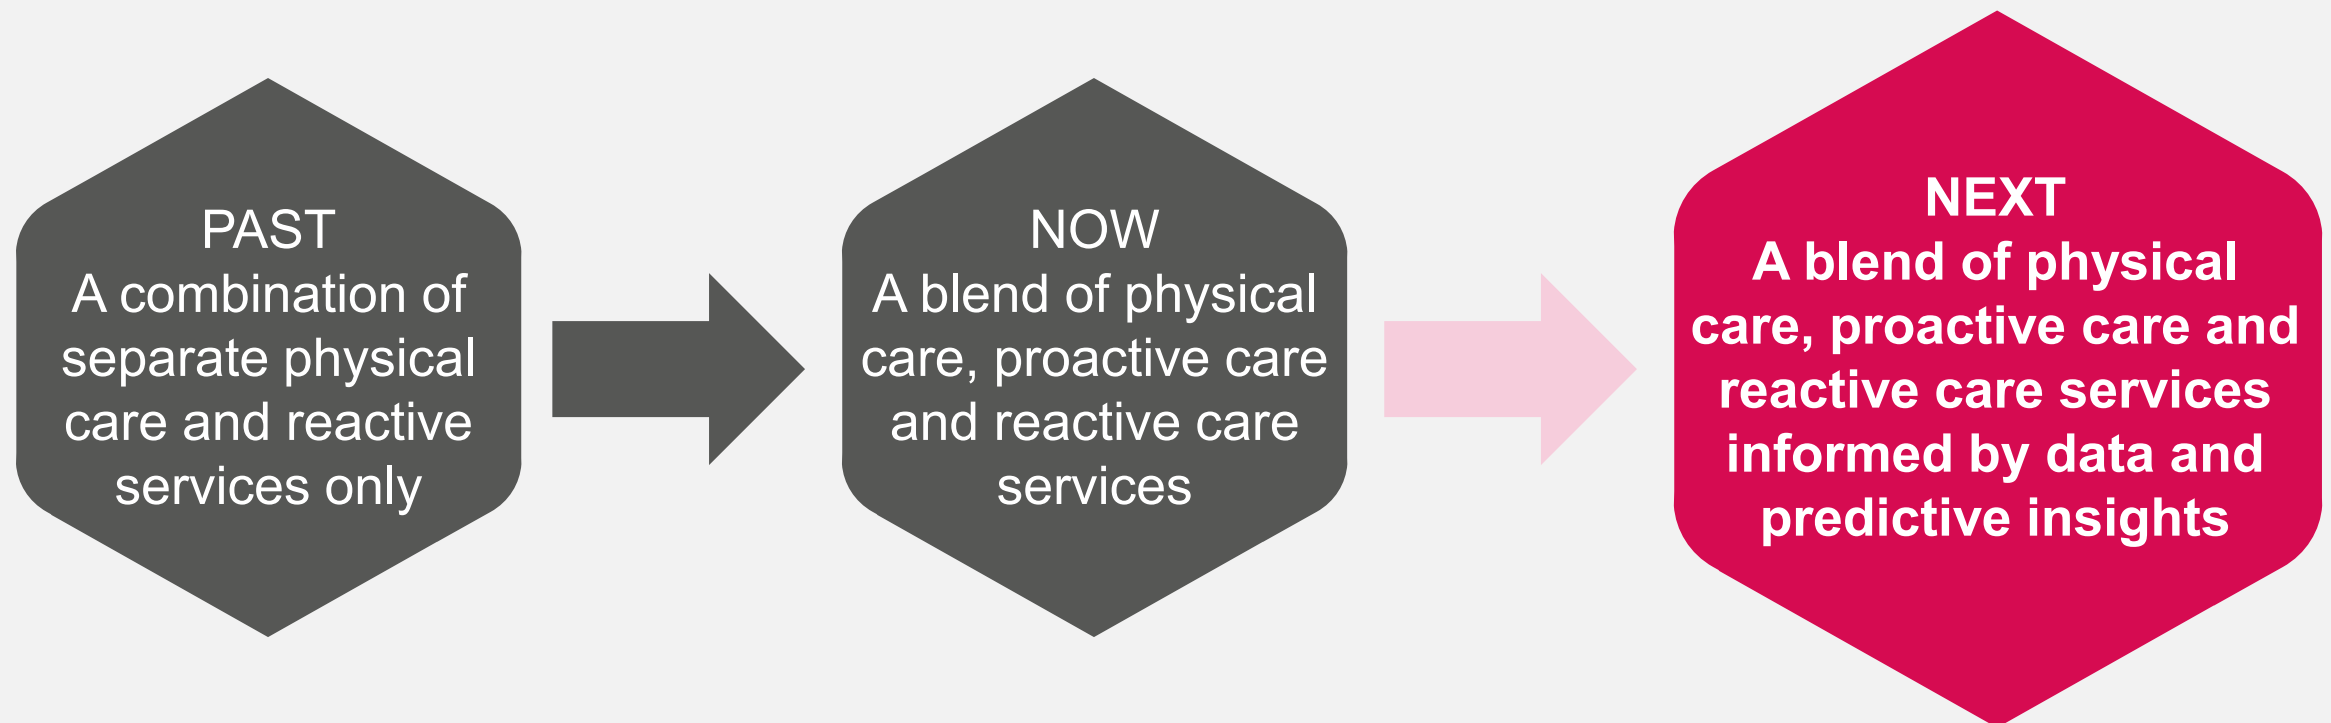 PAST
A combination of
separate physical
care and reactive
services only
NOW
A blend of physical
care, proactive care
and reactive care
services
NEXT
A blend of physical
care, proactive care and
reactive care services
informed by data and
predictive insights